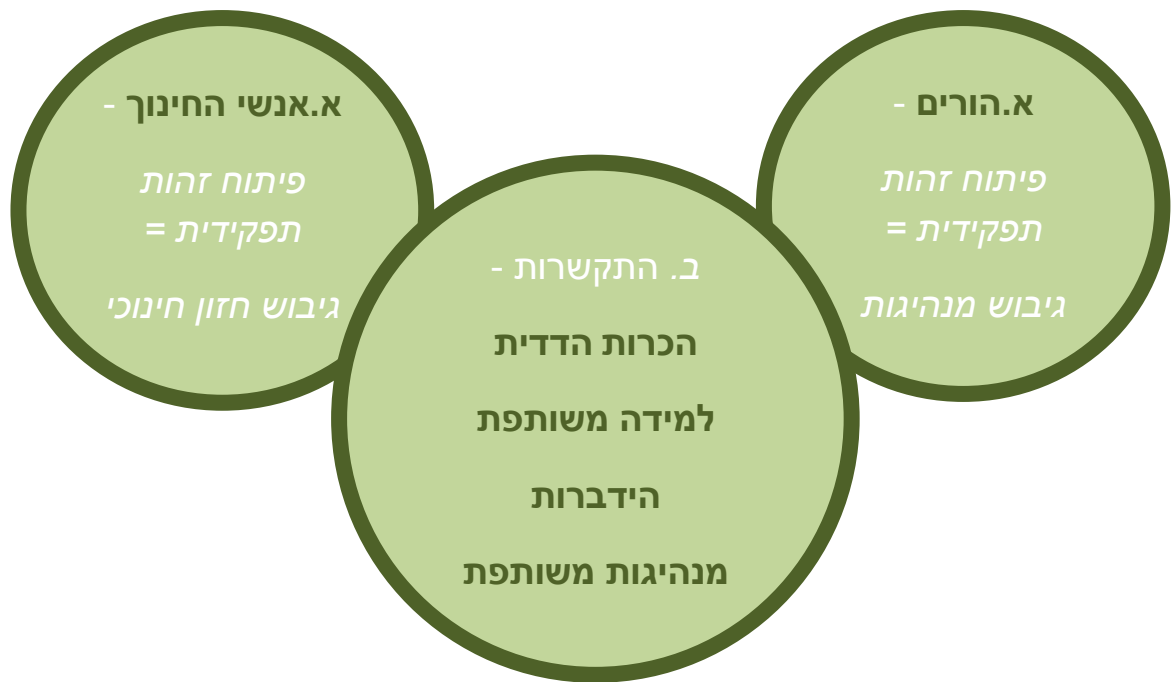 א.הורים -
פיתוח זהות
תפקידית =
גיבוש מנהיגות
א.אנשי החינוך -
פיתוח זהות
תפקידית =
גיבוש חזון חינוכי
ב. התקשרות -
הכרות הדדית
למידה משותפת
הידברות
מנהיגות משותפת